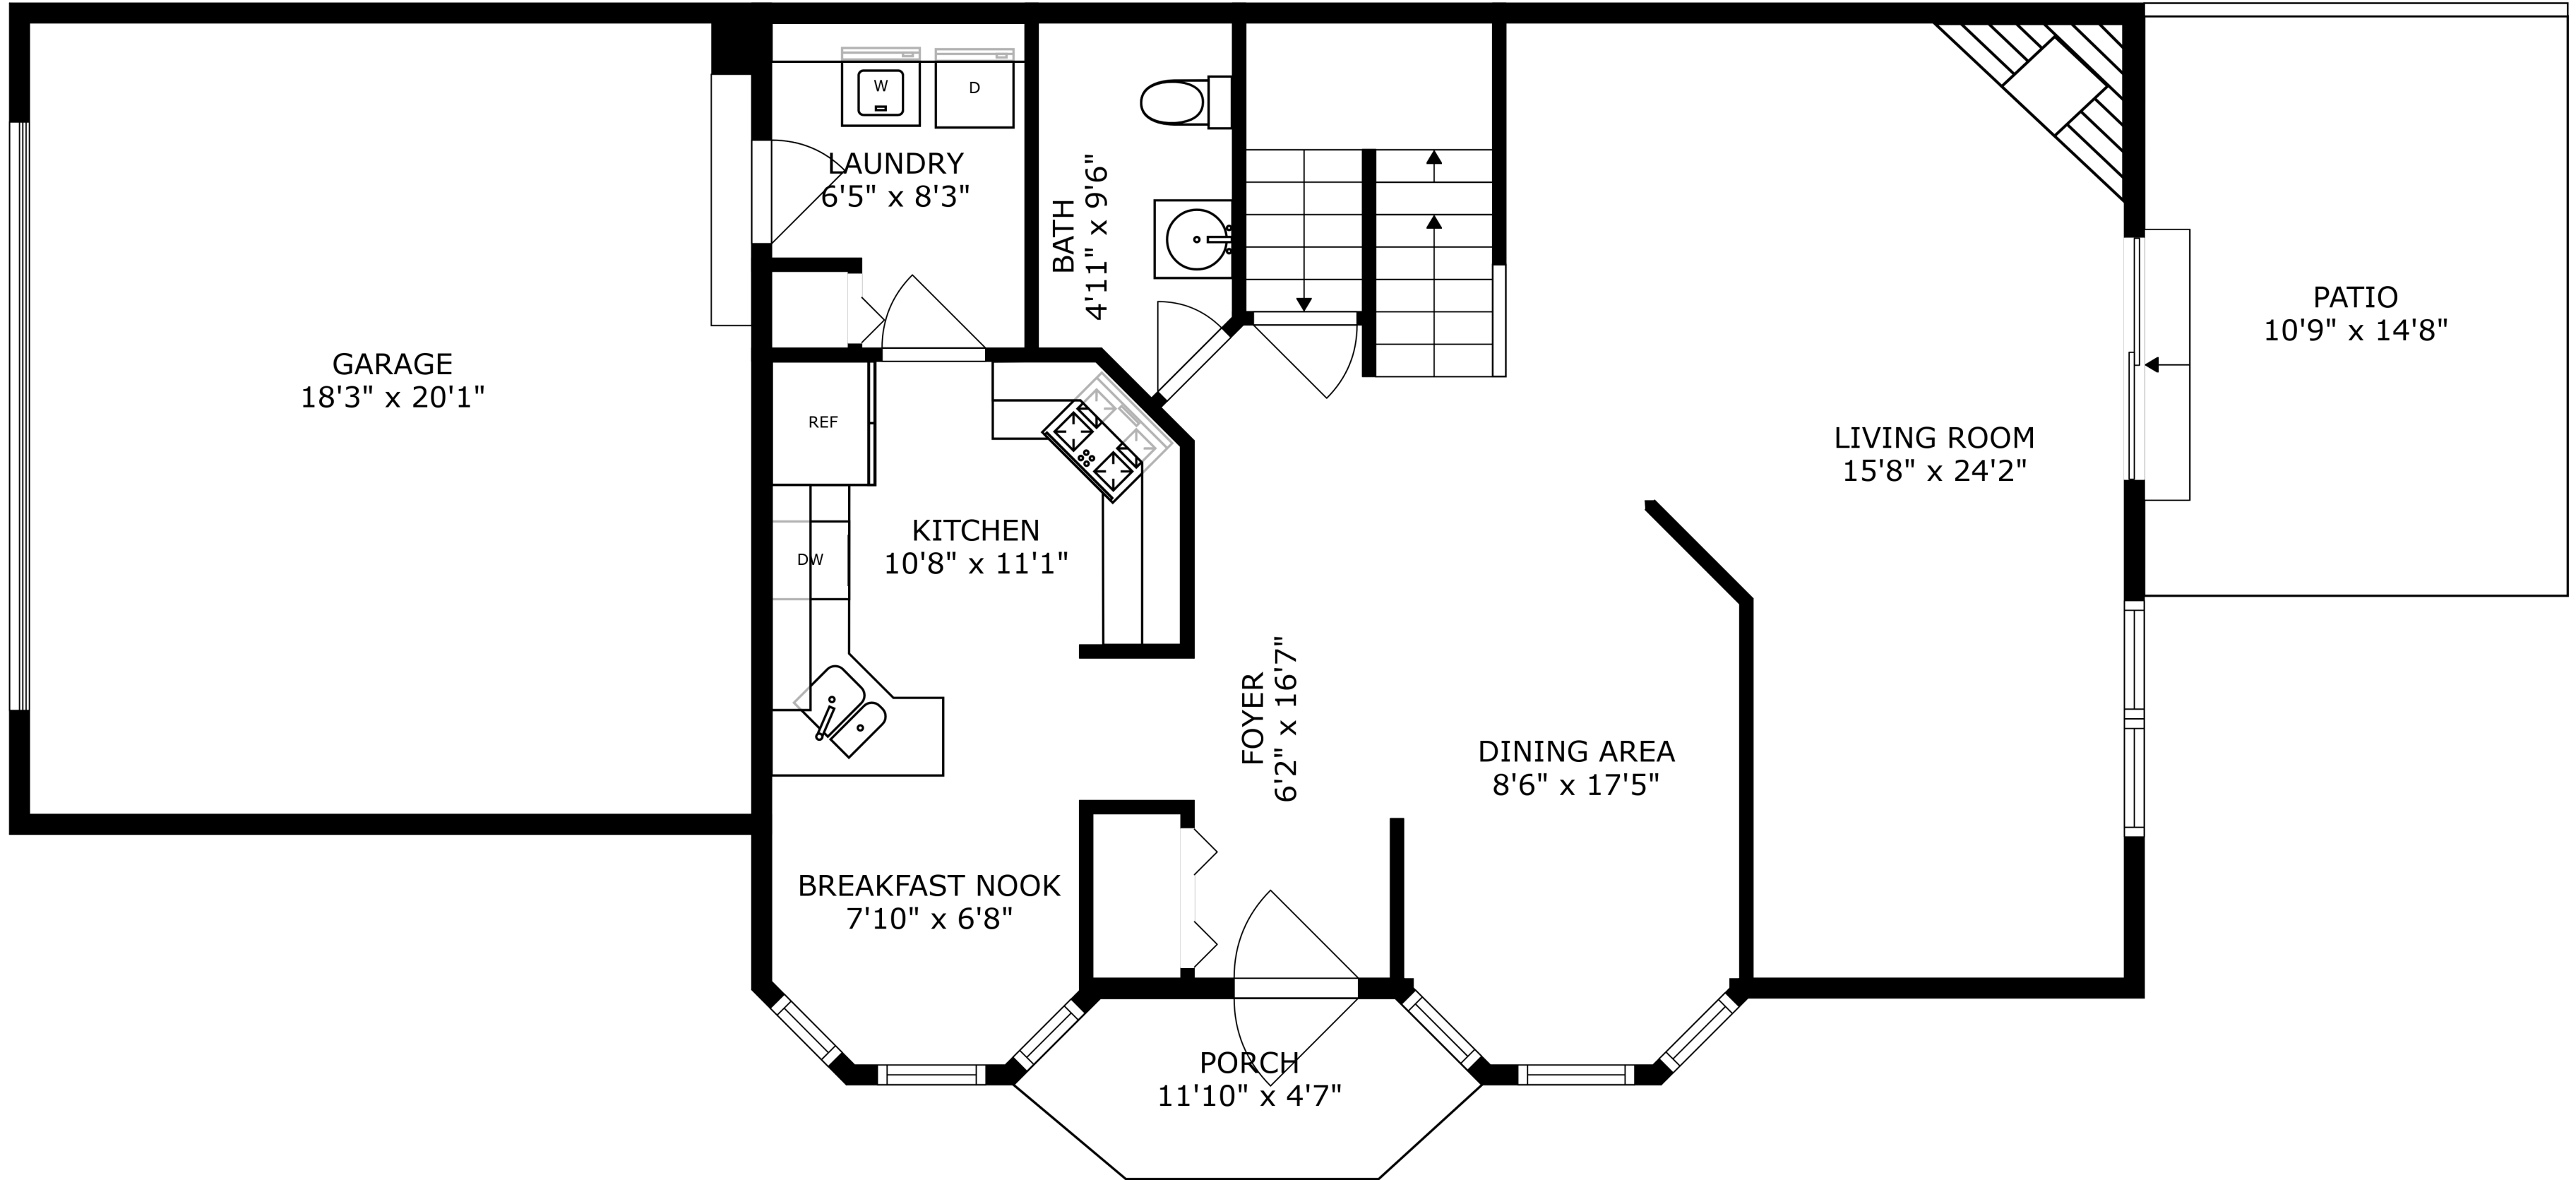 W
D
LAUNDRY
6'5" x 8'3"
BATH
4'11" x 9'6"
PATIO
10'9" x 14'8"
GARAGE
18'3" x 20'1"
REF
LIVING ROOM
15'8" x 24'2"
KITCHEN
10'8" x 11'1"
DW
FOYER
6'2" x 16'7"
DINING AREA
8'6" x 17'5"
BREAKFAST NOOK
7'10" x 6'8"
PORCH
11'10" x 4'7"